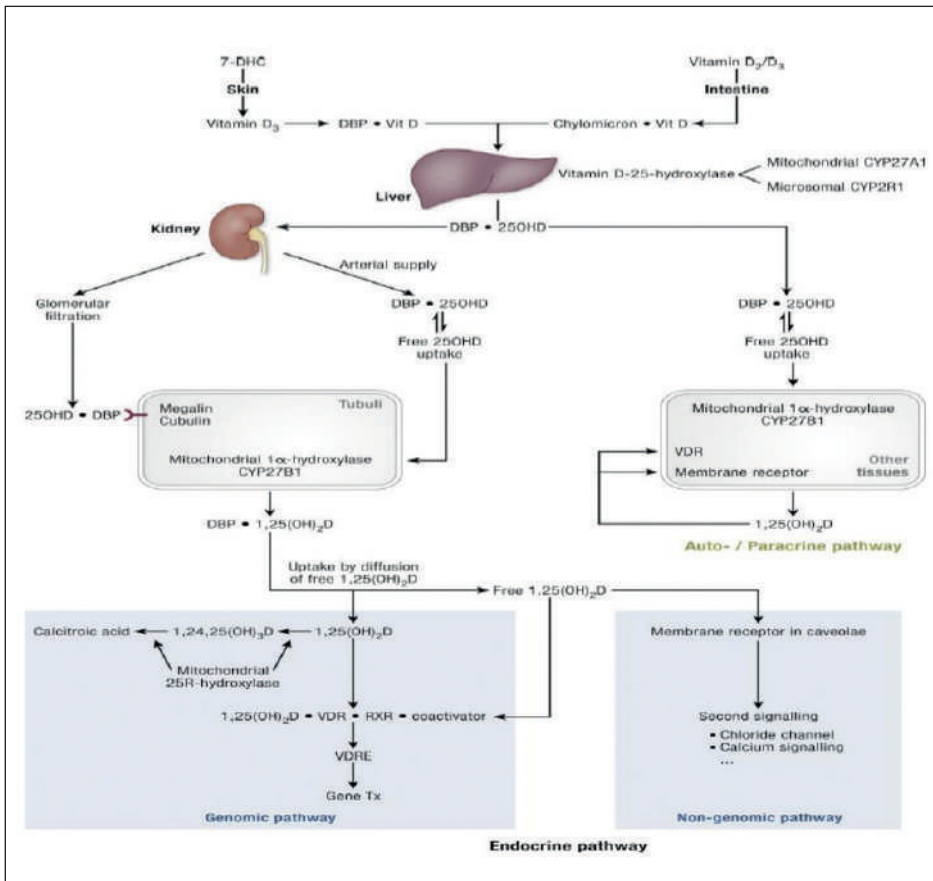 7-DHC
Skin
Vitamin D₃
DBP • Vit D
Vitamin D₂/D₃
Intestine
Chylomicron • Vit D
Liver
Vitamin D-25-hydroxylase
Mitochondrial CYP27A1
Microsomal CYP2R1
DBP • 25OHD
Kidney
Arterial supply
Glomerular
filtration
DBP • 25OHD
Free 25OHD
uptake
DBP • 25OHD
Free 25OHD
uptake
25OHD • DBP
Megalin
Cubulin
Tubuli
Mitochondrial 1α-hydroxylase
CYP27B1
Mitochondrial 1α-hydroxylase
CYP27B1
VDR
Membrane receptor
Other
tissues
DBP • 1,25(OH)₂D
1,25(OH)₂D
Auto- / Paracrine pathway
Uptake by diffusion
of free 1,25(OH)₂D
Free 1,25(OH)₂D
Calcitroic acid
1,24,25(OH)₃D
1,25(OH)₂D
Mitochondrial
25R-hydroxylase
1,25(OH)₂D • VDR • RXR • coactivator
VDRE
Gene Tx
Genomic pathway
Membrane receptor in caveolae
Second signalling
• Chloride channel
• Calcium signalling
...
Non-genomic pathway
Endocrine pathway